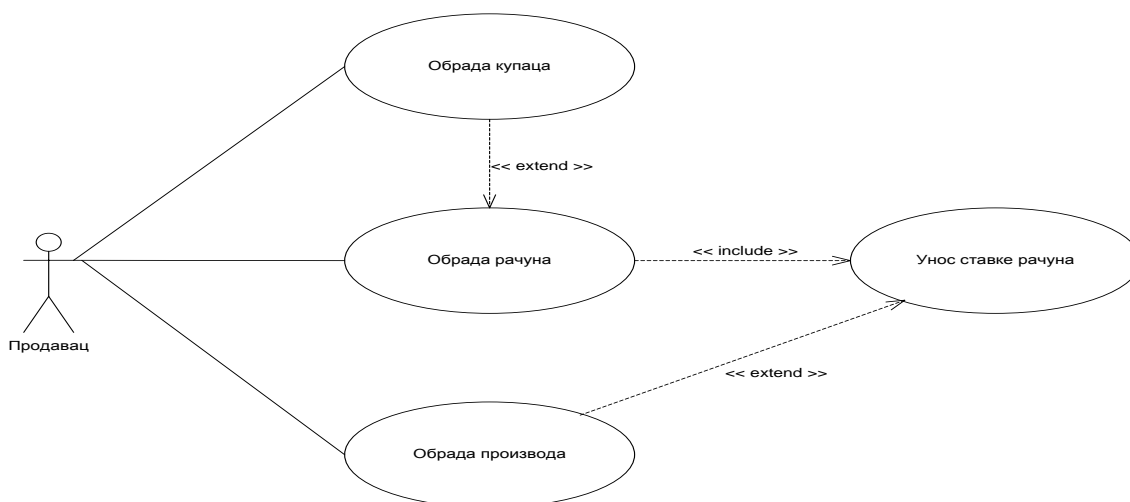 Обрада купаца
<< extend >>
Обрада рачуна
<< include >>
Унос ставке рачуна
Продавац
<< extend >>
Обрада производа